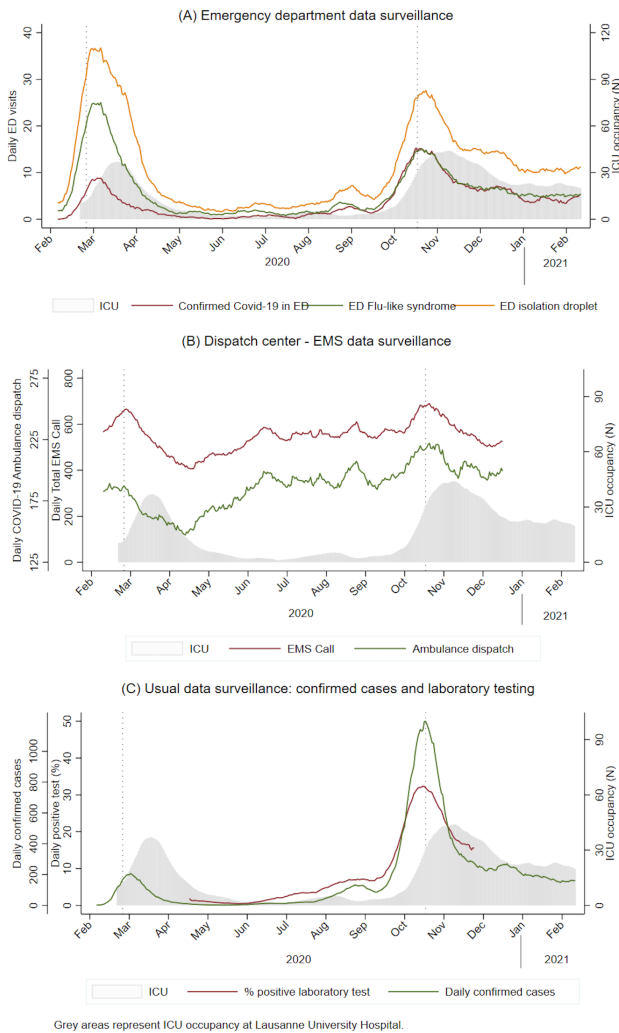 (A) Emergency department data surveillance
Daily ED visits
0 10 20 30 40
ICU occupancy (N)
0 30 60 90 120
Feb Mar Apr May Jun Jul Aug Sep Oct Nov Dec Jan Feb
2020 2021
ICU Confirmed Covid-19 in ED ED Flu-like syndrome ED isolation droplet
(B) Dispatch center - EMS data surveillance
Daily COVID-19 Ambulance dispatch
125 175 225 275
Daily Total EMS Call
0 200 400 600 800
ICU occupancy (N)
0 30 60 90
Feb Mar Apr May Jun Jul Aug Sep Oct Nov Dec Jan Feb
2020 2021
ICU EMS Call Ambulance dispatch
(C) Usual data surveillance: confirmed cases and laboratory testing
Daily confirmed cases
0 200 400 600 800 1000
Daily positive test (%)
0 10 20 30 40 50
ICU occupancy (N)
0 30 60 90
Feb Mar Apr May Jun Jul Aug Sep Oct Nov Dec Jan Feb
2020 2021
ICU % positive laboratory test Daily confirmed cases
Grey areas represent ICU occupancy at Lausanne University Hospital.